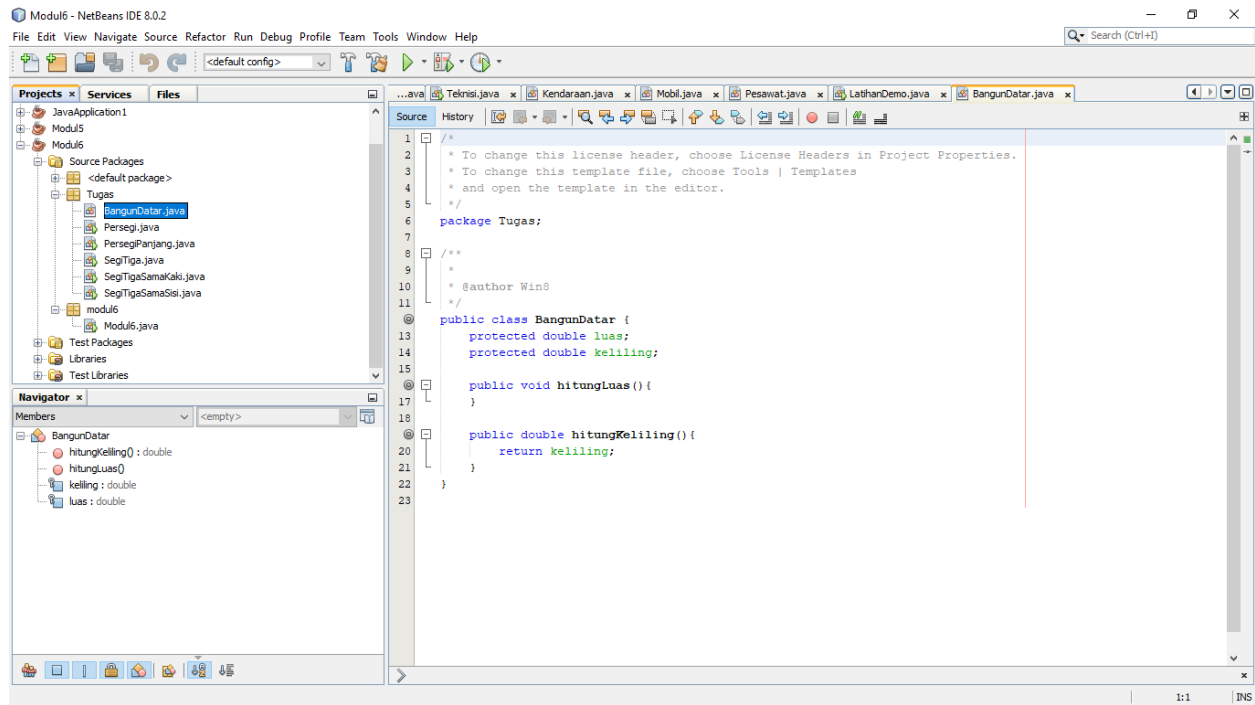 Modul6 - NetBeans IDE 8.0.2
File Edit View Navigate Source Refactor Run Debug Profile Team Tools Window Help
Search (Ctrl+I)
<default config>
Projects × Services Files
JavaApplication1
Modul5
Modul6
Source Packages
<default package>
Tugas
BangunDatar.java
Persegi.java
PersegiPanjang.java
SegiTiga.java
SegiTigaSamaKaki.java
SegiTigaSamaSisi.java
modul6
Modul6.java
Test Packages
Libraries
Test Libraries
Navigator ×
Members <empty>
BangunDatar
hitungKeliling() : double
hitungLuas()
keliling : double
luas : double
...ava Teknisi.java × Kendaraan.java × Mobil.java × Pesawat.java × LatihanDemo.java × BangunDatar.java ×
Source History
1 /*
2 * To change this license header, choose License Headers in Project Properties.
3 * To change this template file, choose Tools | Templates
4 * and open the template in the editor.
5 */
6 package Tugas;
7
8 /**
9 *
10 * @author Win8
11 */
public class BangunDatar {
13 protected double luas;
14 protected double keliling;
15
public void hitungLuas(){
17 }
18
public double hitungKeliling(){
20 return keliling;
21 }
22 }
23
1:1 INS